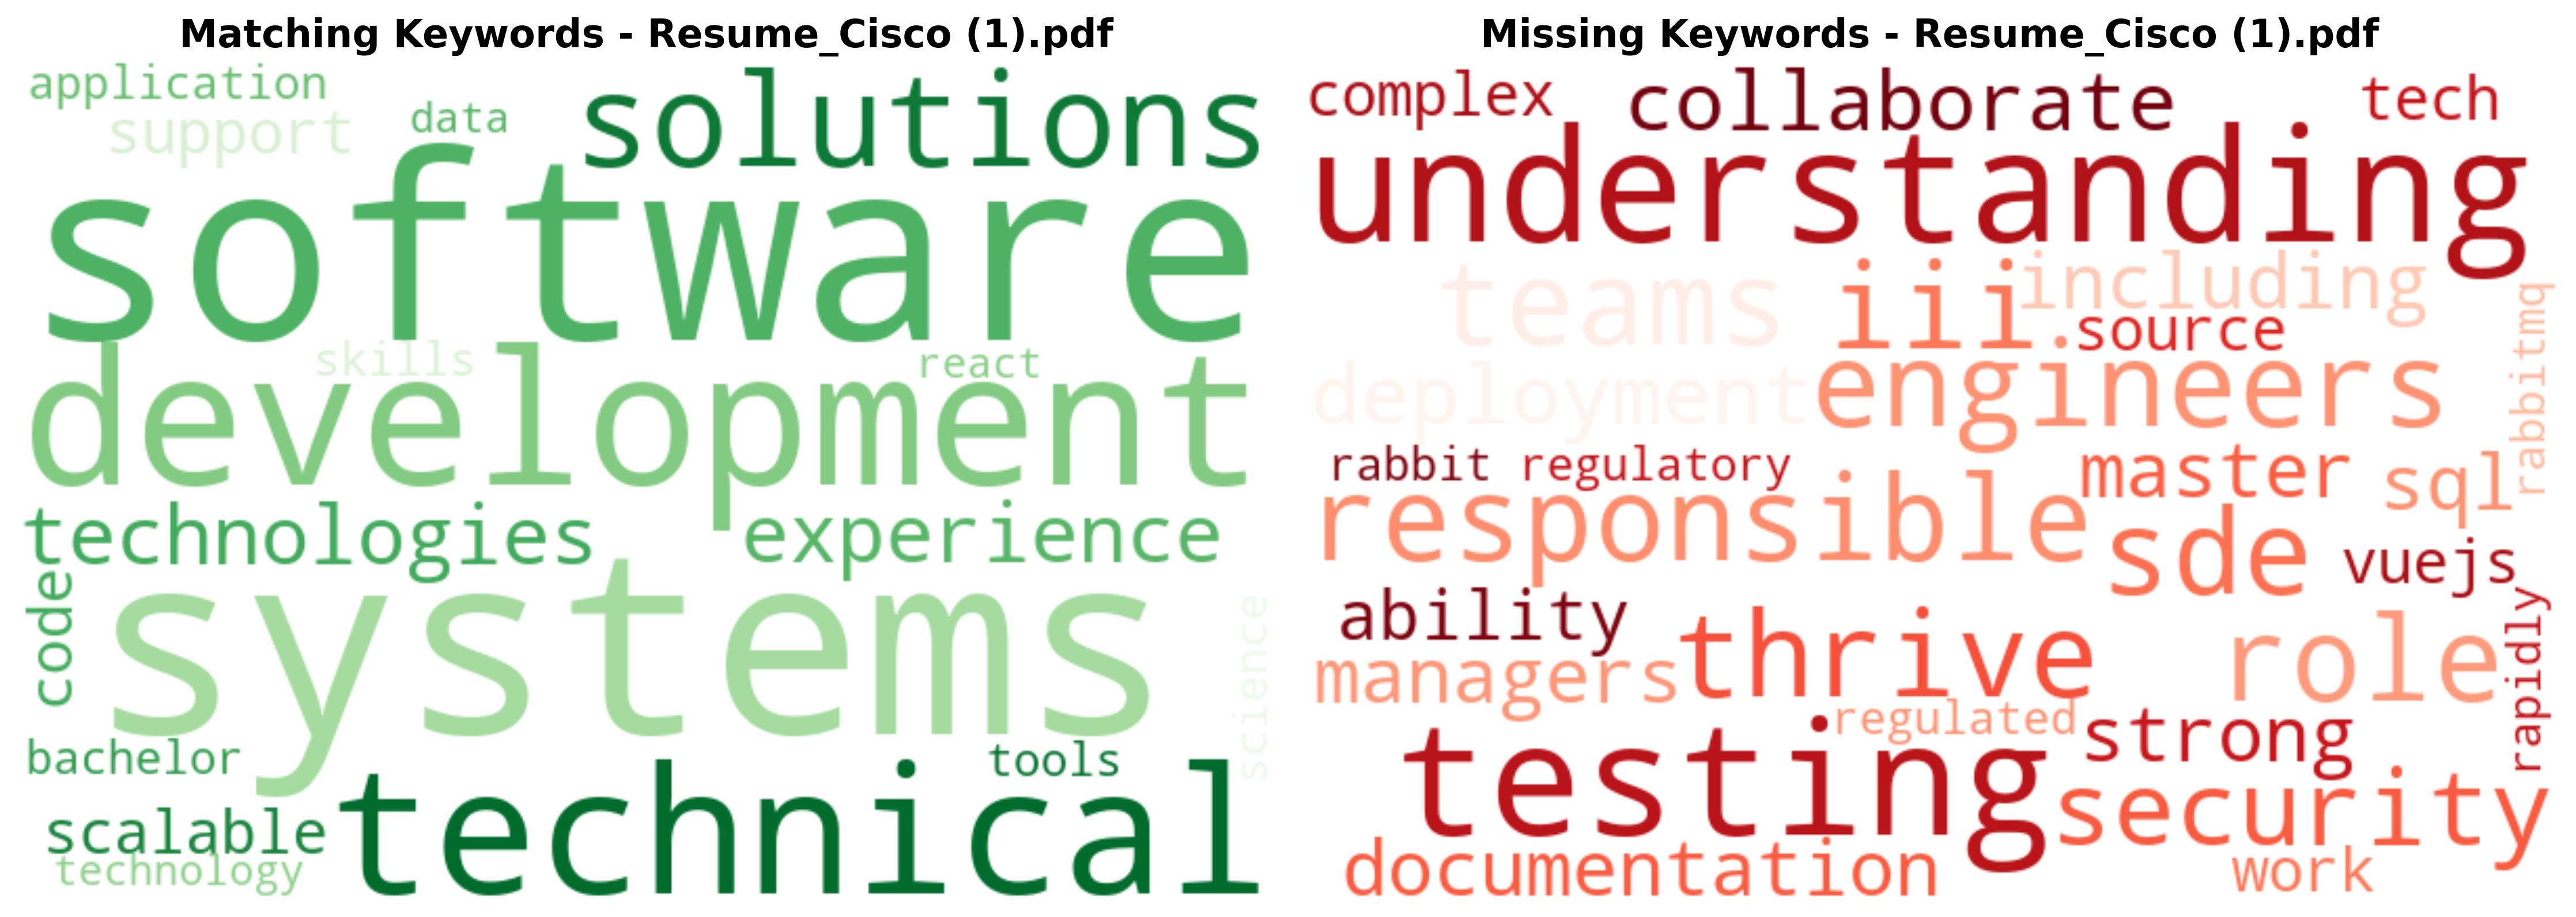 Matching Keywords - Resume_Cisco (1).pdf
application
support
data
solutions
software
skills
react
development
technologies
experience
code
systems
science
bachelor
tools
scalable
technical
technology
Missing Keywords - Resume_Cisco (1).pdf
complex
collaborate
tech
understanding
teams
iii
including
source
rabbitmq
deployment
engineers
rabbit
regulatory
master
sql
responsible
sde
vuejs
ability
thrive
role
rapidly
managers
regulated
strong
testing
security
documentation
work